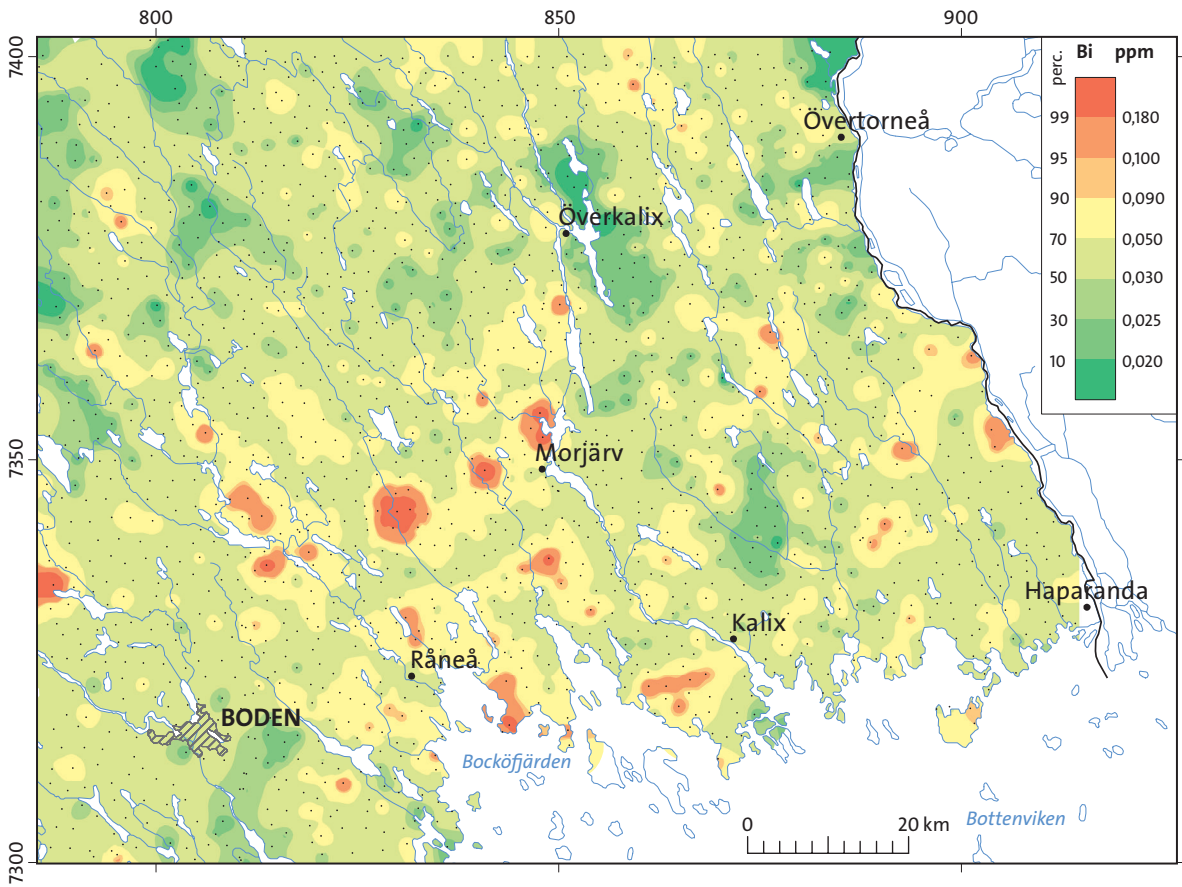 800 850 900
7400
7350
7300
perc. Bi ppm
99 0,180
95 0,100
90 0,090
70 0,050
50 0,030
30 0,025
10 0,020
Övertorneå
Överkalix
Morjärv
Haparanda
Kalix
Råneå
BODEN
Bocköfjärden
Bottenviken
0 20 km